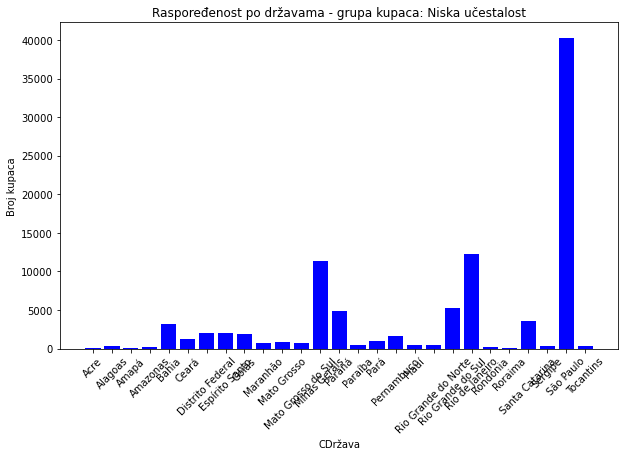 Raspoređenost po državama - grupa kupaca: Niska učestalost
40000
35000
30000
25000
20000
15000
10000
5000
0
Broj kupaca
Acre
Alagoas
Amapá
Amazonas
Bahia
Ceará
Distrito Federal
Espírito Santo
Goiás
Maranhão
Mato Grosso
Mato Grosso do Sul
Minas Gerais
Paraná
Paraíba
Pará
Pernambuco
Piauí
Rio Grande do Norte
Rio Grande do Sul
Rio de Janeiro
Rondônia
Roraima
Santa Catarina
Sergipe
São Paulo
Tocantins
CDržava